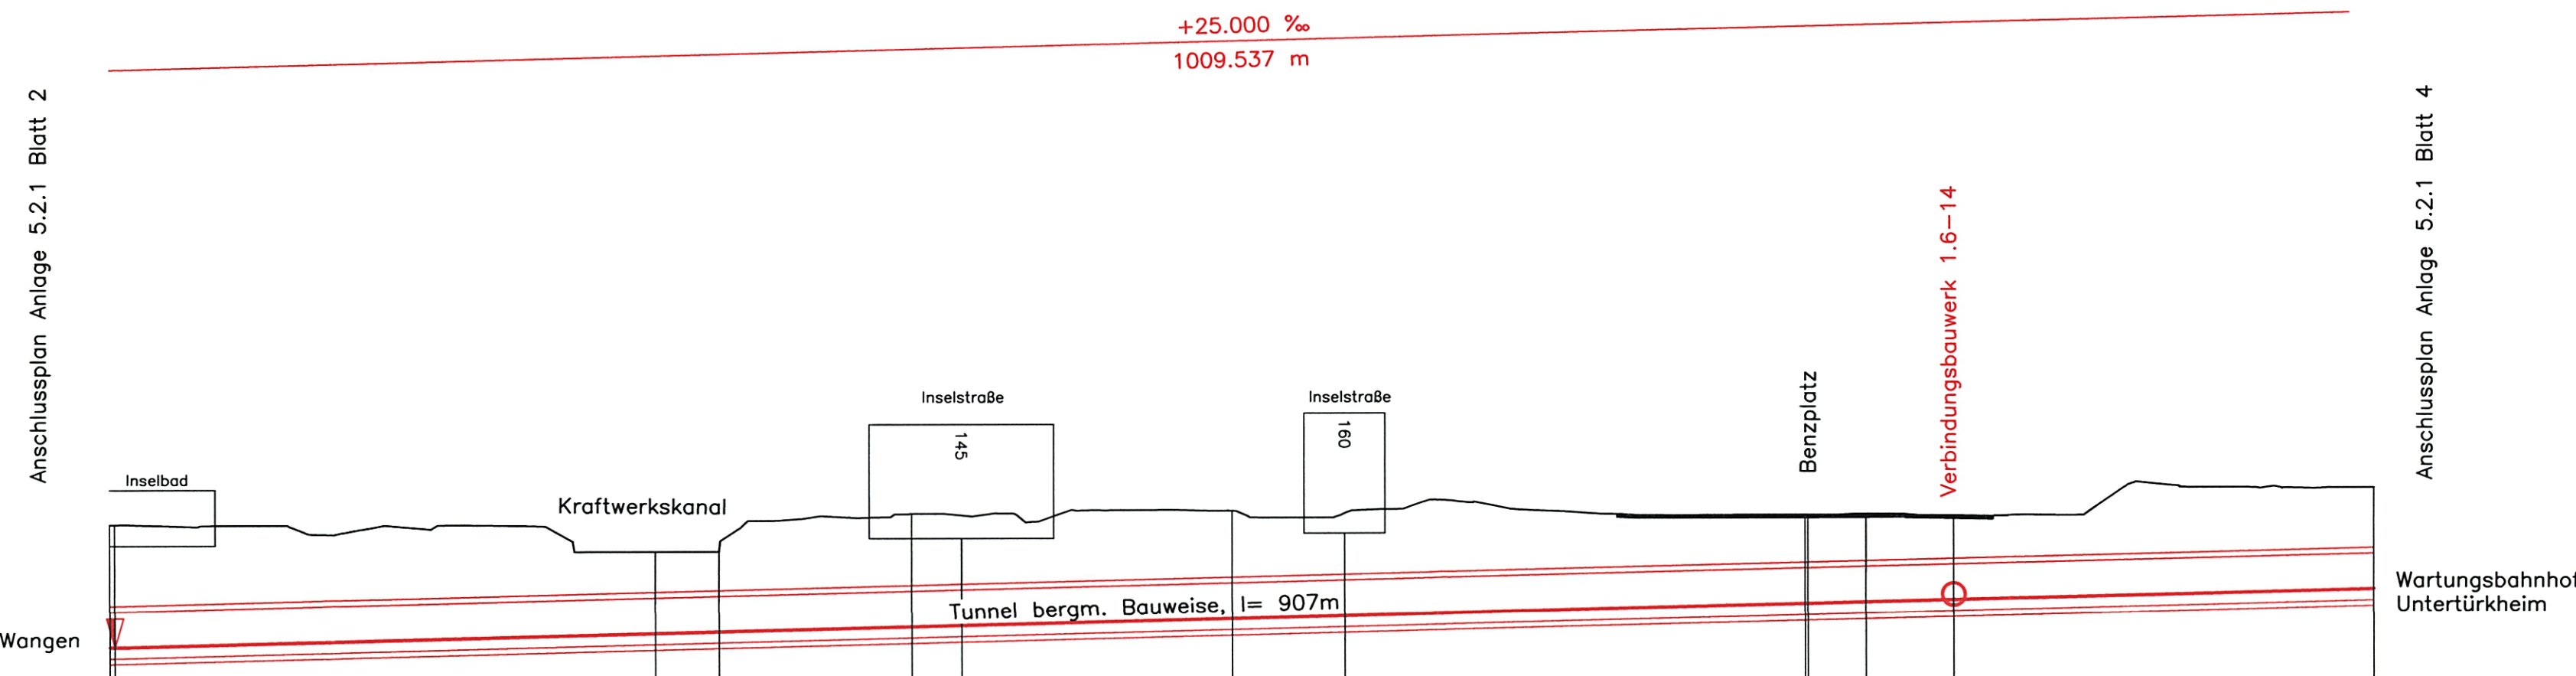 +25.000 ‰
1009.537 m
Anschlussplan Anlage 5.2.1 Blatt 2
Anschlussplan Anlage 5.2.1 Blatt 4
Verbindungsbauwerk 1.6-14
Benzplatz
Inselstraße
145
Inselstraße
160
Inselbad
Kraftwerkskanal
Tunnel bergm. Bauweise, l= 907m
Wangen
Wartungsbahnhof
Untertürkheim